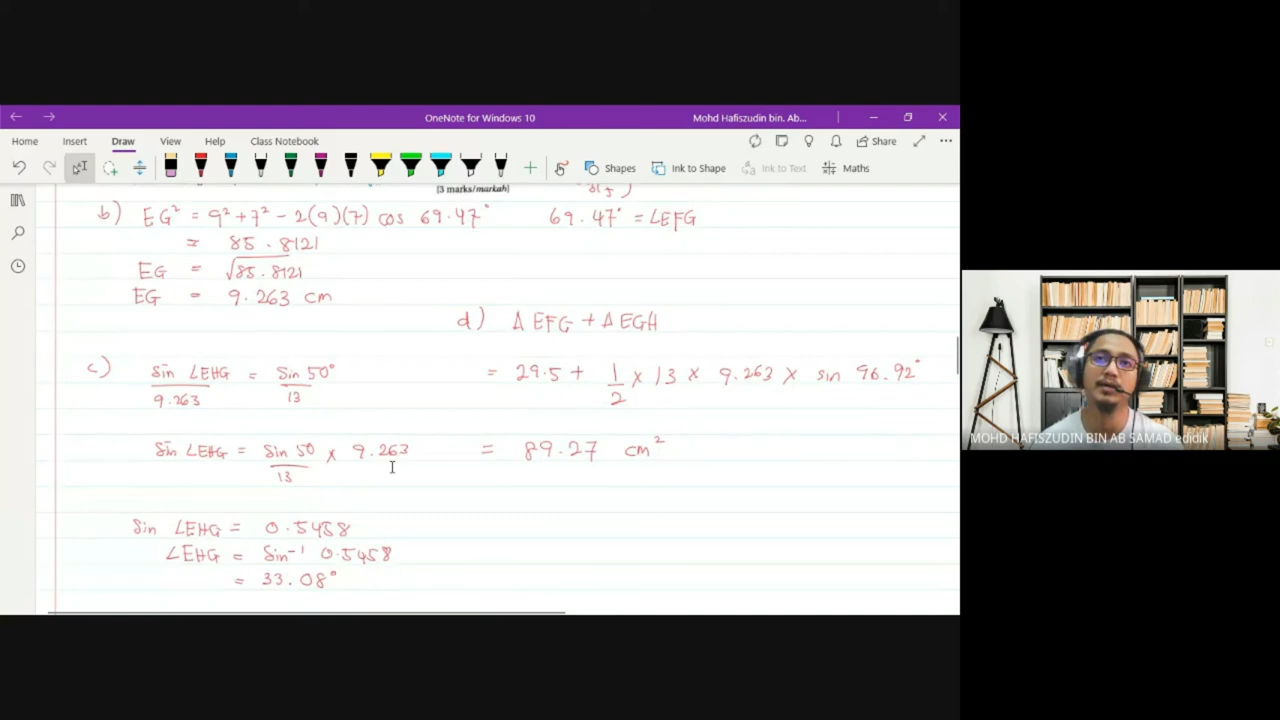 OneNote for Windows 10
Mohd Hafiszudin bin. Ab...
Home Insert Draw View Help Class Notebook
Share
Shapes Ink to Shape Ink to Text Maths
[3 marks/markah]
b) EG² = 9² + 7² - 2(9)(7) cos 69.47° 69.47° = ∠EFG
= 85.8121
EG = √85.8121
EG = 9.263 cm
d) Δ EFG + Δ EGH
c) sin ∠EHG / 9.263 = sin 50° / 13
= 29.5 + 1/2 × 13 × 9.263 × sin 96.92°
sin ∠EHG = sin 50 / 13 × 9.263
= 89.27 cm²
sin ∠EHG = 0.5458
∠EHG = sin⁻¹ 0.5458
= 33.08°
MOHD HAFISZUDIN BIN AB SAMAD edidik